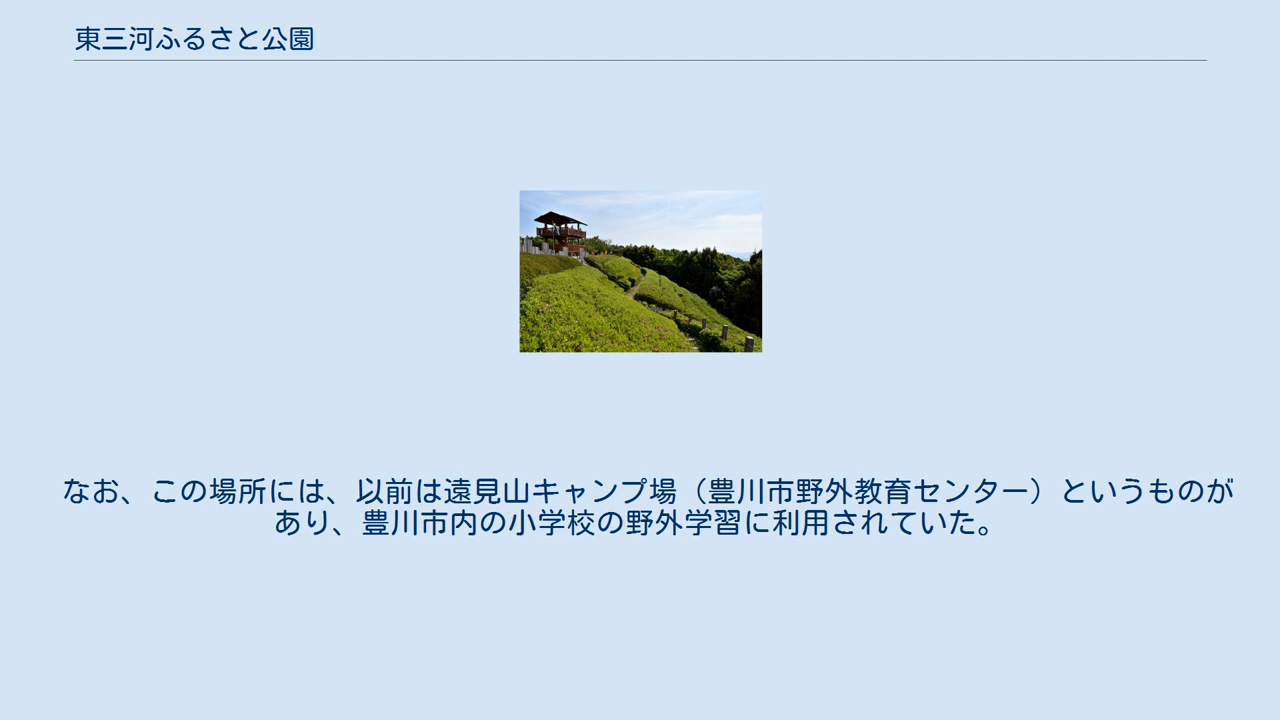 東三河ふるさと公園
なお、この場所には、以前は遠見山キャンプ場（豊川市野外教育センター）というものが
あり、豊川市内の小学校の野外学習に利用されていた。